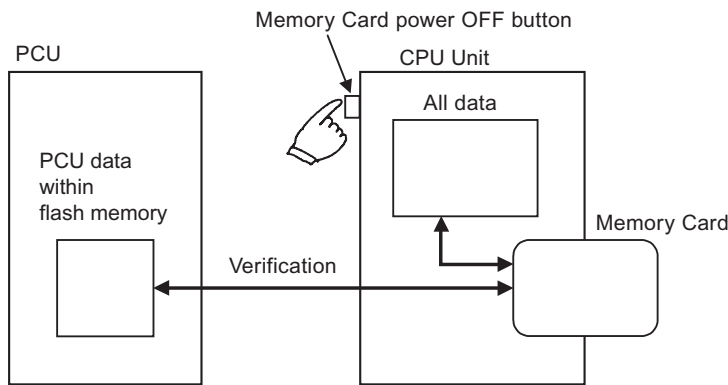 Memory Card power OFF button
PCU
CPU Unit
All data
PCU data
within
flash memory
Memory Card
Verification